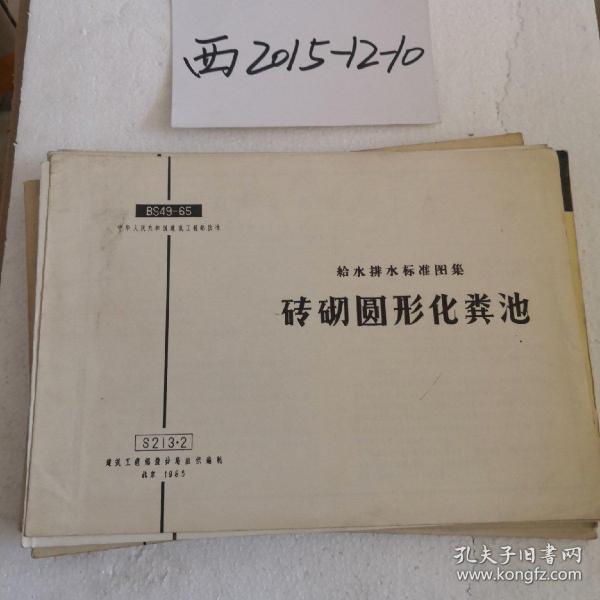 西2015-12-10
BS49-65
中华人民共和国建筑工程部批准
给水排水标准图集
砖砌圆形化粪池
S213·2
建筑工程部设计局组织编制
北京 1965
孔夫子旧书网
www.kongfz.com